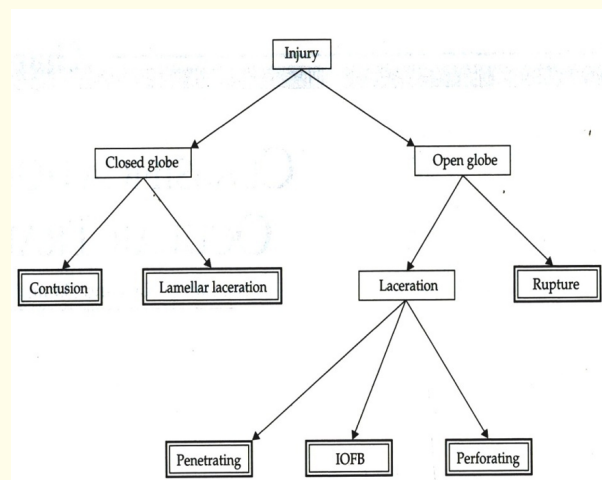 Injury
Closed globe
Open globe
Contusion
Lamellar laceration
Laceration
Rupture
Penetrating
IOFB
Perforating